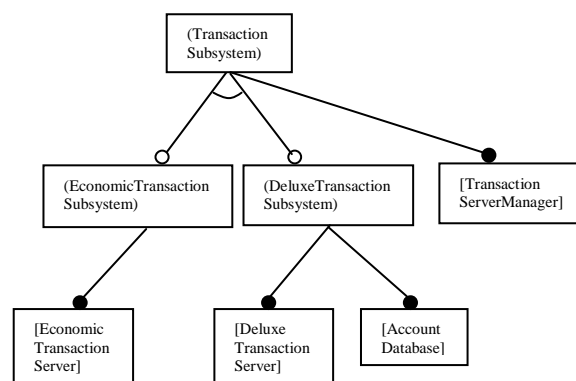 (Transaction
Subsystem)
(EconomicTransaction
Subsystem)
(DeluxeTransaction
Subsystem)
[Transaction
ServerManager]
[Economic
Transaction
Server]
[Deluxe
Transaction
Server]
[Account
Database]